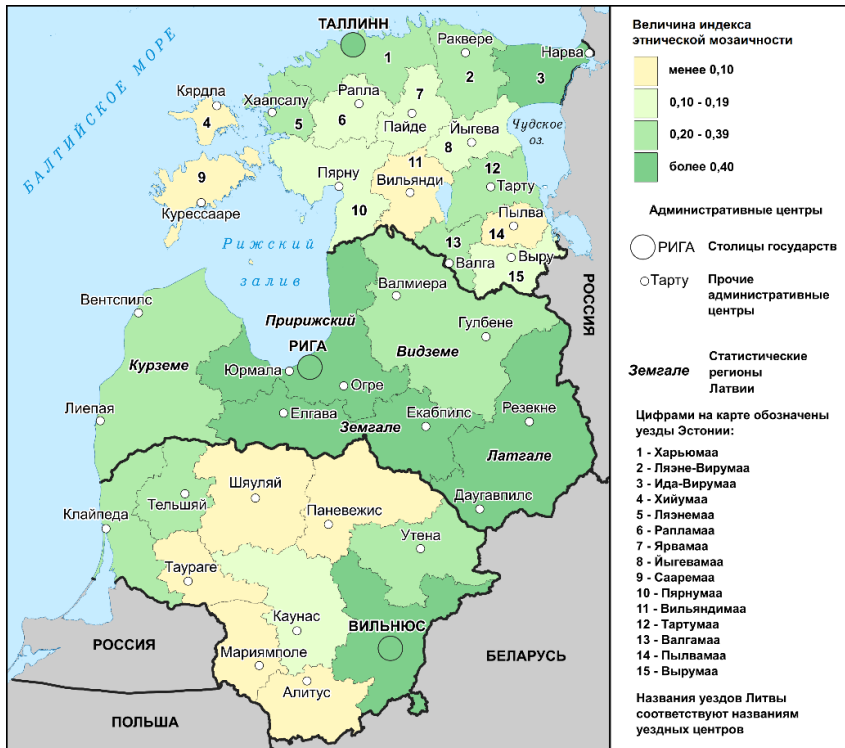 ТАЛЛИНН
Раквере
Нарва
1
2
3
БАЛТИЙСКОЕ МОРЕ
Кярдла
4
Хаапсалу
5
Рапла
6
7
Пайде
8
Йыгева
Чудское
оз.
9
Курессааре
Пярну
10
11
Вильянди
12
Тарту
Пылва
14
13
Валга
Выру
15
Рижский
залив
РОССИЯ
Вентспилс
Валмиера
Гулбене
Пририжский
РИГА
Видземе
Курземе
Юрмала
Огре
Лиепая
Елгава
Земгале
Екабпилс
Резекне
Латгале
Даугавпилс
Шяуляй
Тельшяй
Паневежис
Клайпеда
Утена
Таураге
Каунас
ВИЛЬНЮС
РОССИЯ
Мариямполе
БЕЛАРУСЬ
Алитус
ПОЛЬША
Величина индекса
этнической мозаичности
менее 0,10
0,10 - 0,19
0,20 - 0,39
более 0,40
Административные центры
РИГА
Столицы государств
Тарту
Прочие
административные
центры
Земгале
Статистические
регионы
Латвии
Цифрами на карте обозначены
уезды Эстонии:
1 - Харьюмаа
2 - Ляэне-Вирумаа
3 - Ида-Вирумаа
4 - Хийумаа
5 - Ляэнемаа
6 - Рапламаа
7 - Ярвамаа
8 - Йыгевамаа
9 - Сааремаа
10 - Пярнумаа
11 - Вильяндимаа
12 - Тартумаа
13 - Валгамаа
14 - Пылвамаа
15 - Вырумаа
Названия уездов Литвы
соответствуют названиям
уездных центров